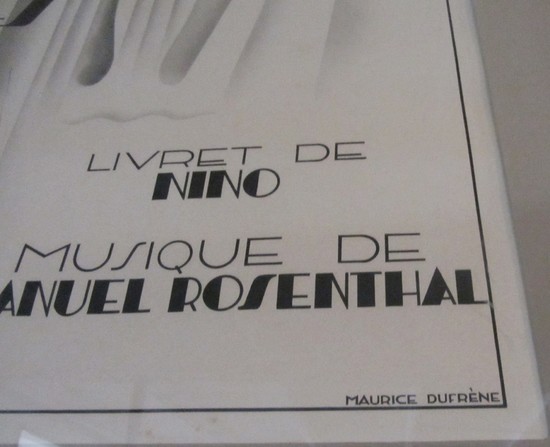 LIVRET DE
NINO
MUSIQUE DE
ANUEL ROSENTHAL
MAURICE DUFRÈNE